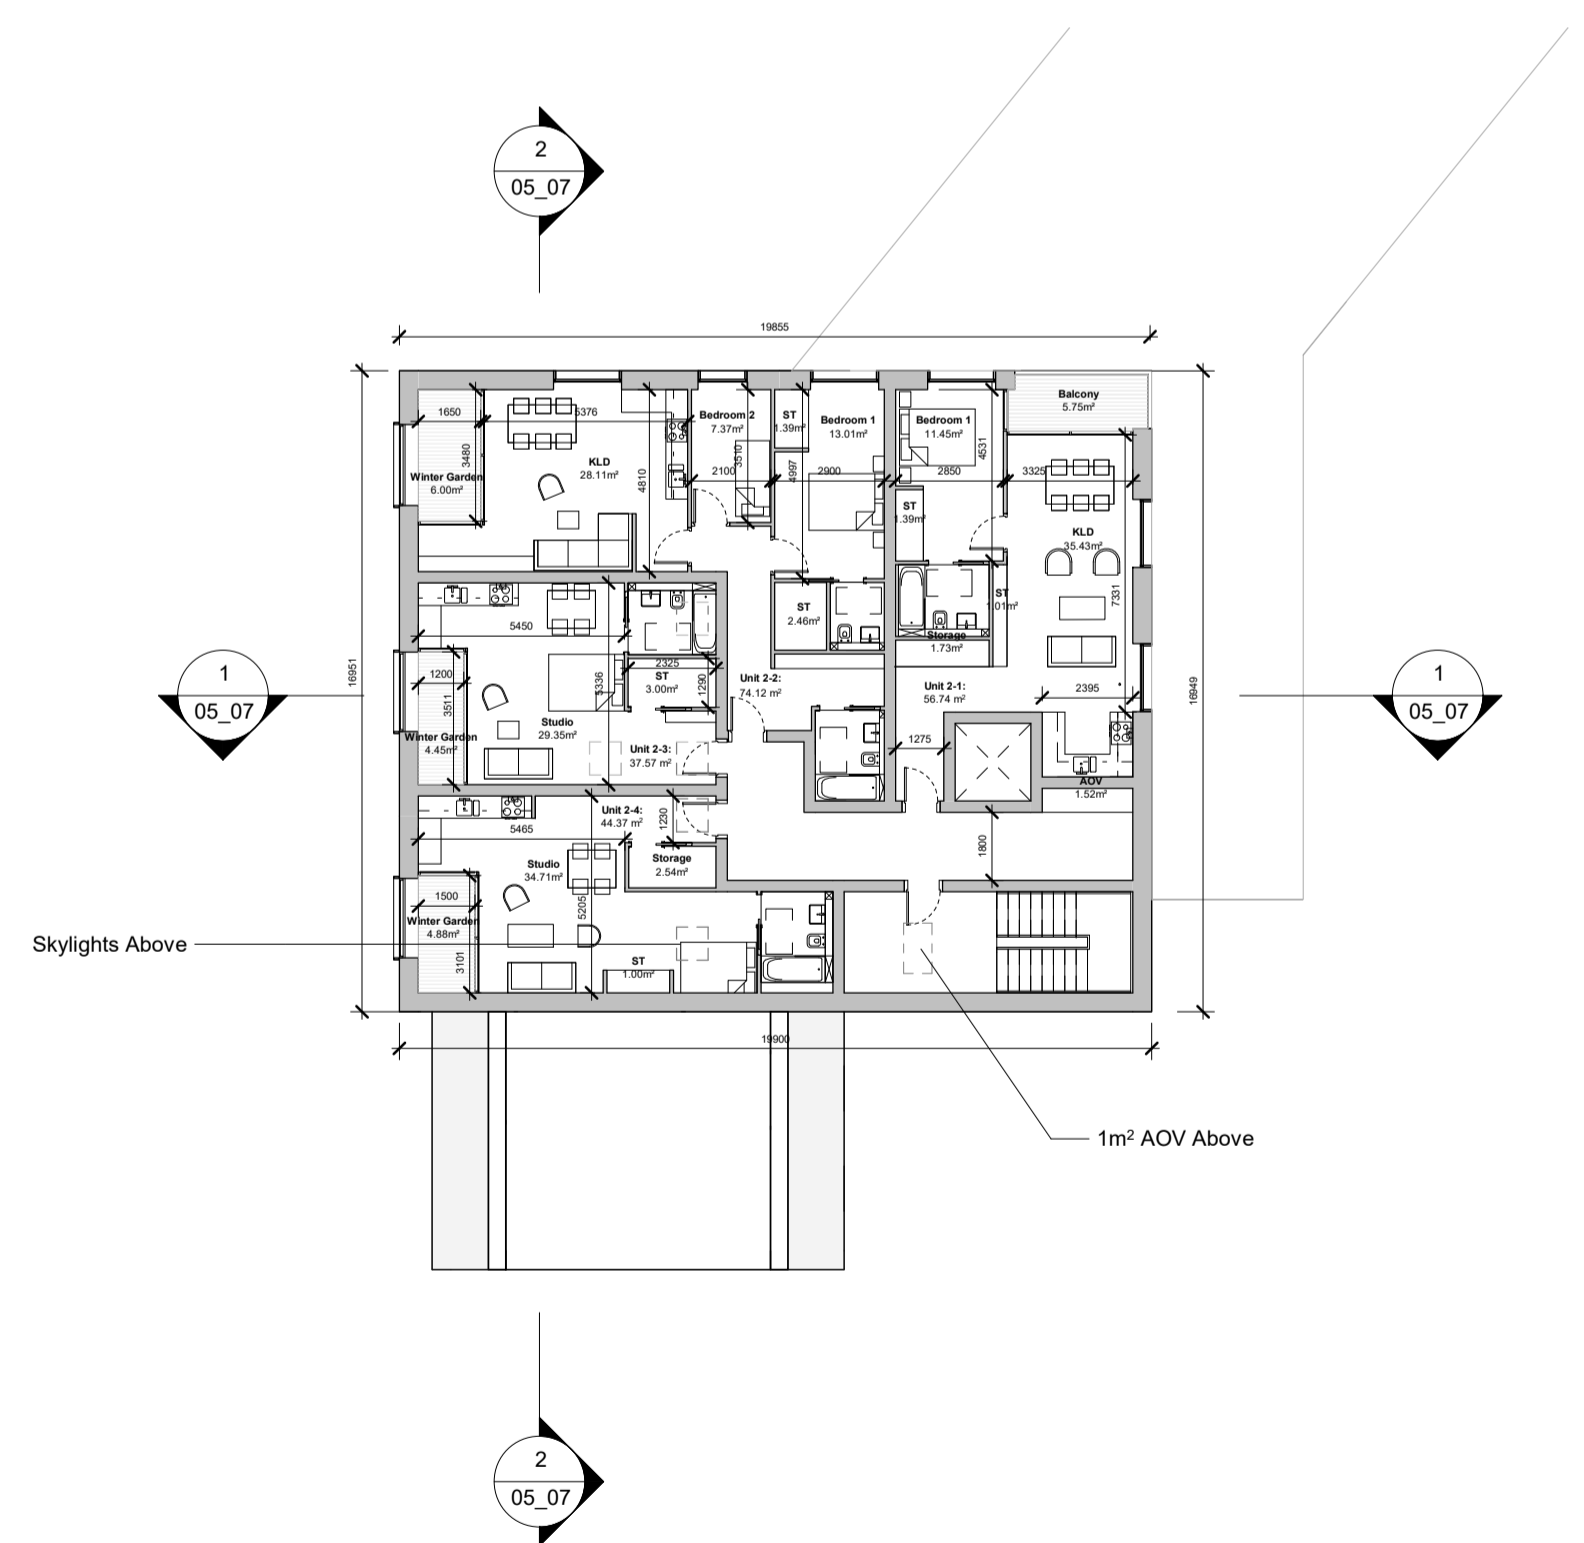 2
05_07
19855
16951
16949
1650
3480
Winter Garden
6.00m²
5376
KLD
28.11m²
4810
Bedroom 2
7.37m²
2100
3510
ST
1.39m²
4997
Bedroom 1
13.01m²
2900
Bedroom 1
11.45m²
2850
4531
Balcony
5.75m²
3325
KLD
35.43m²
7331
ST
1.39m²
ST
1.01m²
Storage
1.73m²
ST
2.46m²
5450
1200
3511
Winter Garden
4.45m²
5336
Studio
29.35m²
2325
ST
3.00m²
1290
Unit 2-3:
37.57 m²
Unit 2-2:
74.12 m²
Unit 2-1:
56.74 m²
2395
1275
AOV
1.52m²
1
05_07
1
05_07
5465
Unit 2-4:
44.37 m²
1230
Studio
34.71m²
Storage
2.54m²
1800
1500
Winter Garden
4.88m²
3101
5205
ST
1.00m²
Skylights Above
19900
1m² AOV Above
2
05_07